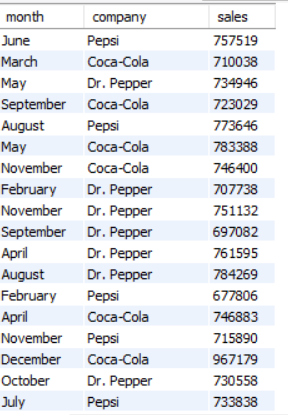 month company sales
June Pepsi 757519
March Coca-Cola 710038
May Dr. Pepper 734946
September Coca-Cola 723029
August Pepsi 773646
May Coca-Cola 783388
November Coca-Cola 746400
February Dr. Pepper 707738
November Dr. Pepper 751132
September Dr. Pepper 697082
April Dr. Pepper 761595
August Dr. Pepper 784269
February Pepsi 677806
April Coca-Cola 746883
November Pepsi 715890
December Coca-Cola 967179
October Dr. Pepper 730558
July Pepsi 733838